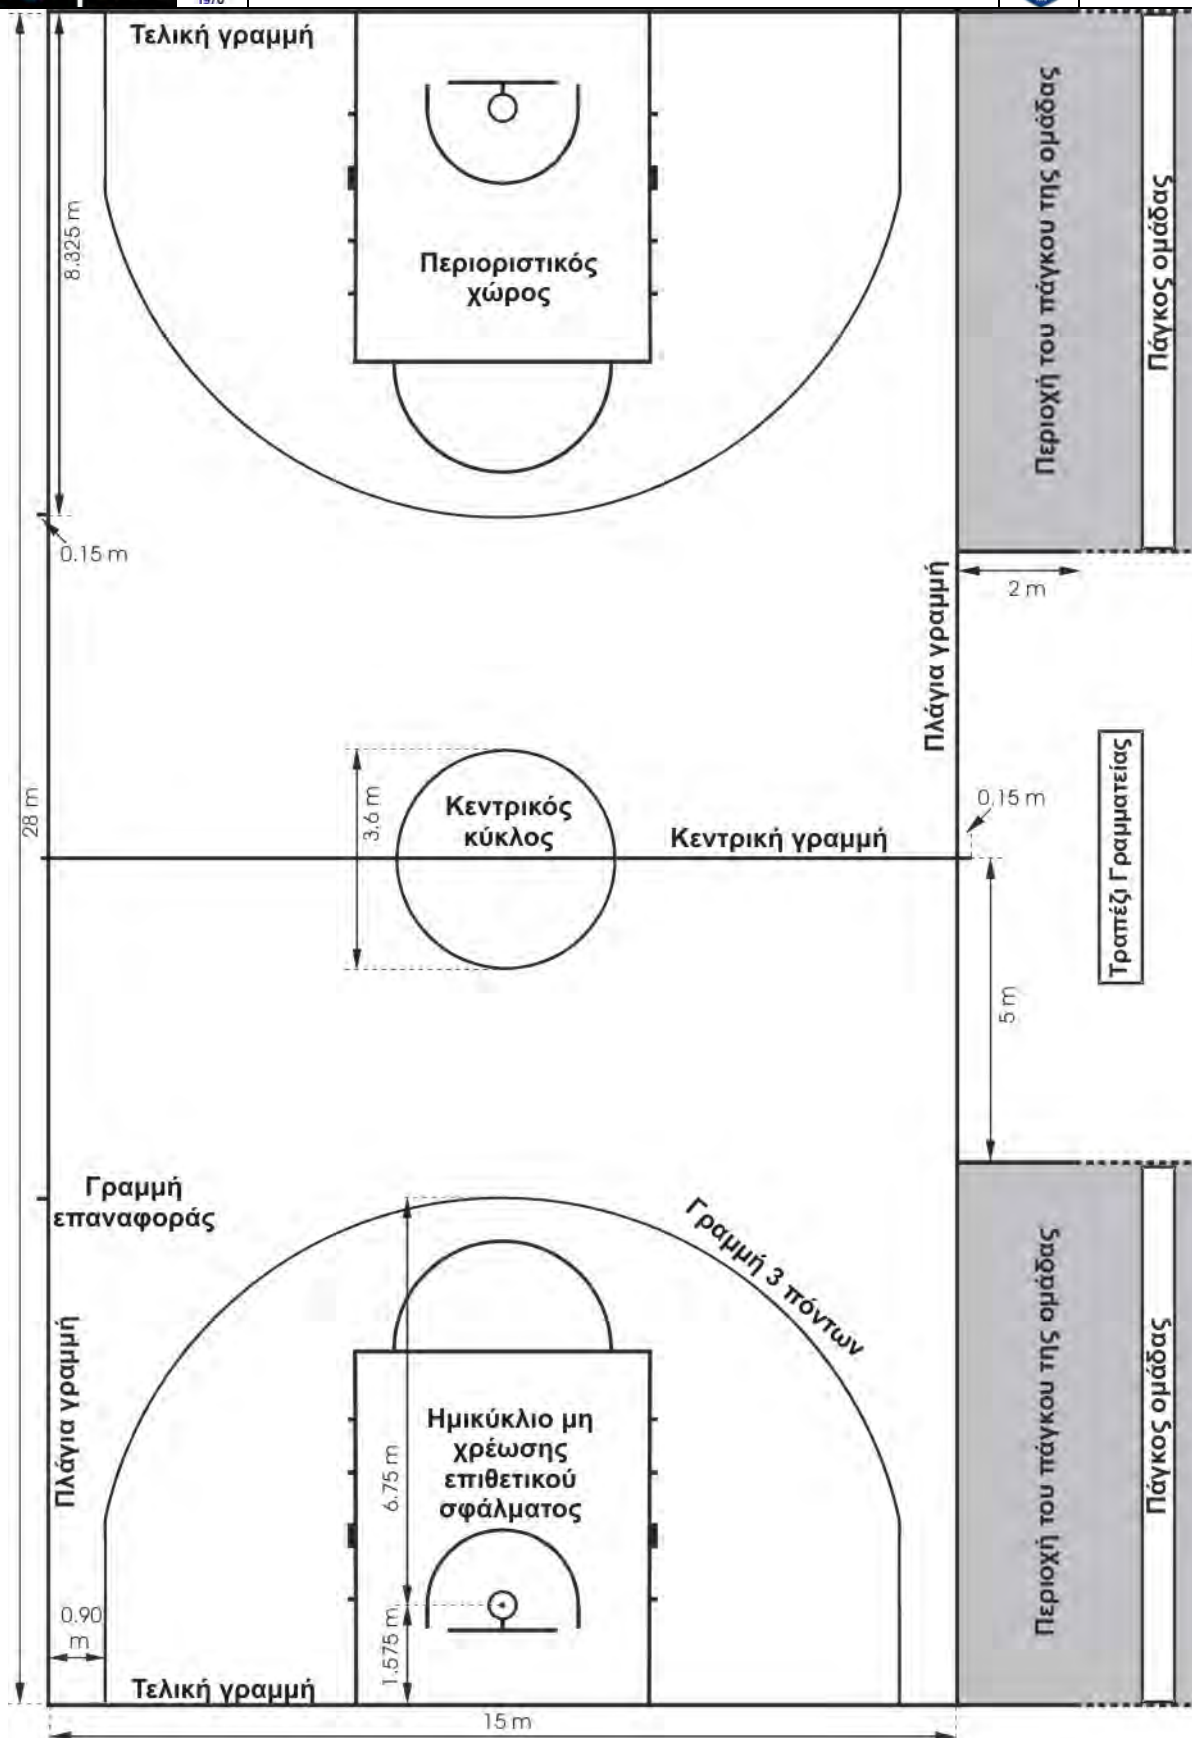 1970
Τελική γραμμή
8.325 m
Περιοριστικός
χώρος
Περιοχή του πάγκου της ομάδας
Πάγκος ομάδας
0.15 m
2 m
Πλάγια γραμμή
28 m
3.6 m
Κεντρικός
κύκλος
Κεντρική γραμμή
0.15 m
Τραπέζι Γραμματείας
5 m
Γραμμή
επαναφοράς
Γραμμή 3 πόντων
Πλάγια γραμμή
Ημικύκλιο μη
χρέωσης
επιθετικού
σφάλματος
6.75 m
Περιοχή του πάγκου της ομάδας
Πάγκος ομάδας
0.90
m
1.575 m
Τελική γραμμή
15 m